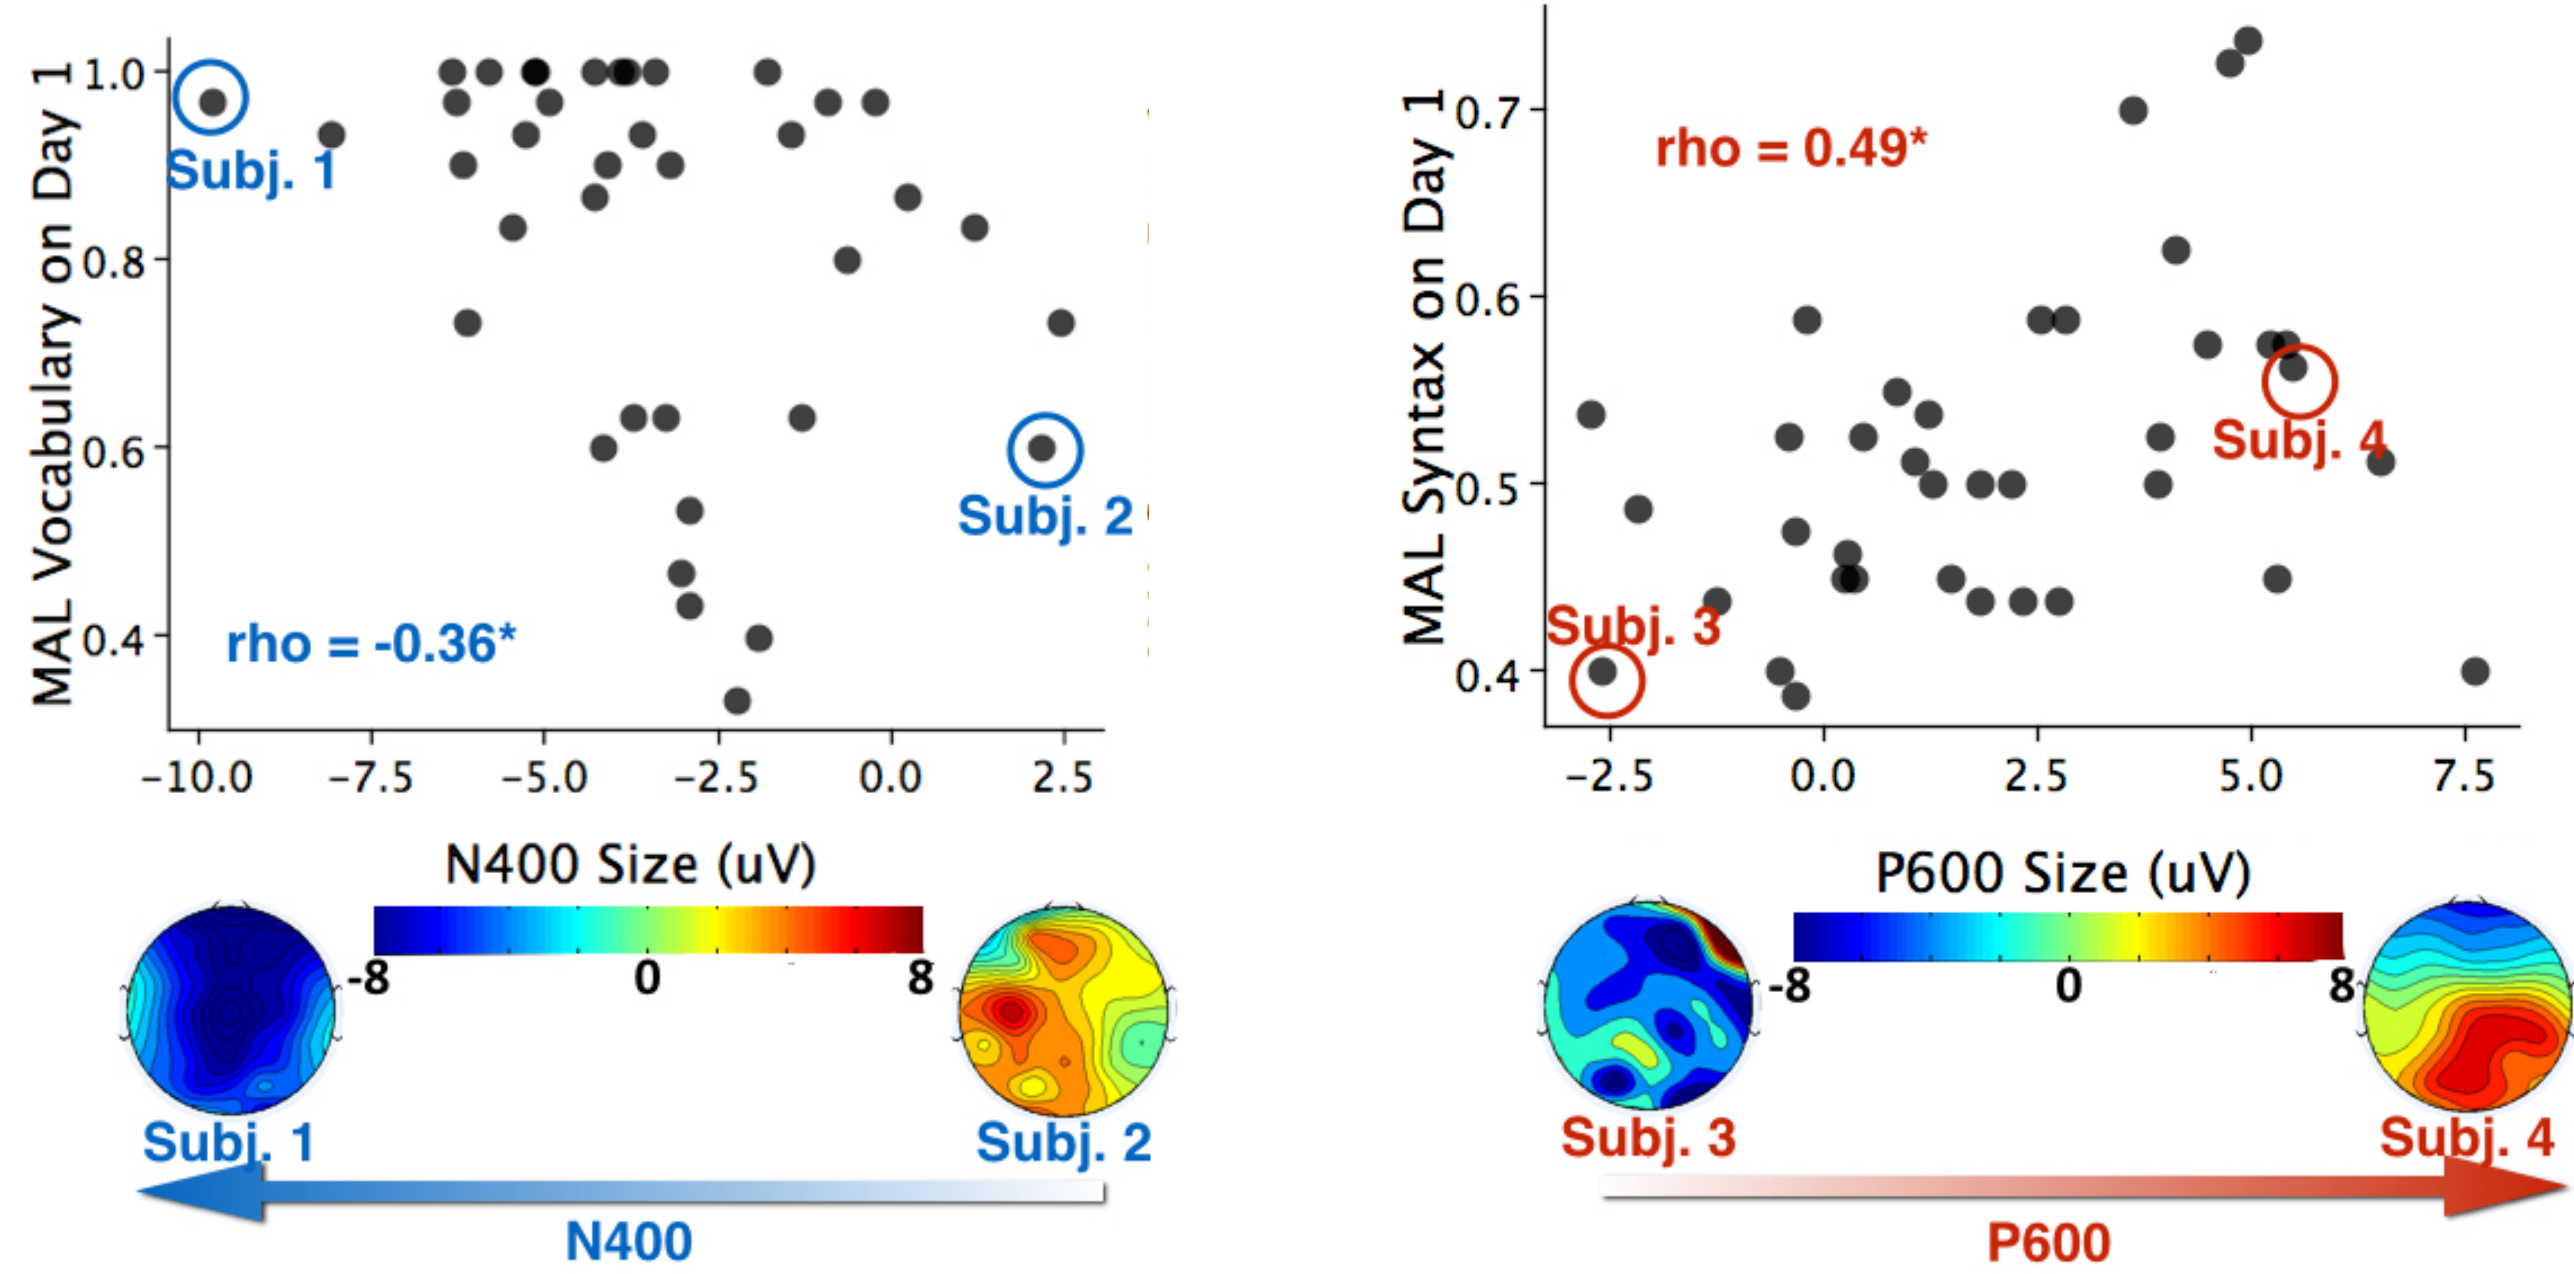 MAL Vocabulary on Day 1
1.0
0.8
0.6
0.4
Subj. 1
Subj. 2
rho = -0.36*
−10.0 −7.5 −5.0 −2.5 0.0 2.5
N400 Size (uV)
-8 0 8
Subj. 1 Subj. 2
N400
MAL Syntax on Day 1
0.7
0.6
0.5
0.4
rho = 0.49*
Subj. 4
Subj. 3
−2.5 0.0 2.5 5.0 7.5
P600 Size (uV)
-8 0 8
Subj. 3 Subj. 4
P600